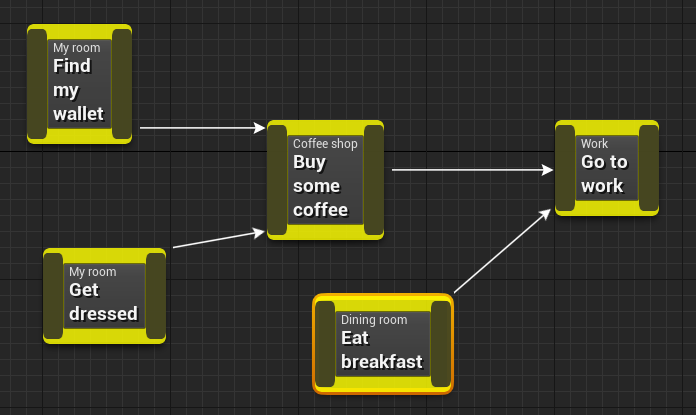 My room
Find
my
wallet
Coffee shop
Buy
some
coffee
Work
Go to
work
My room
Get
dressed
Dining room
Eat
breakfast